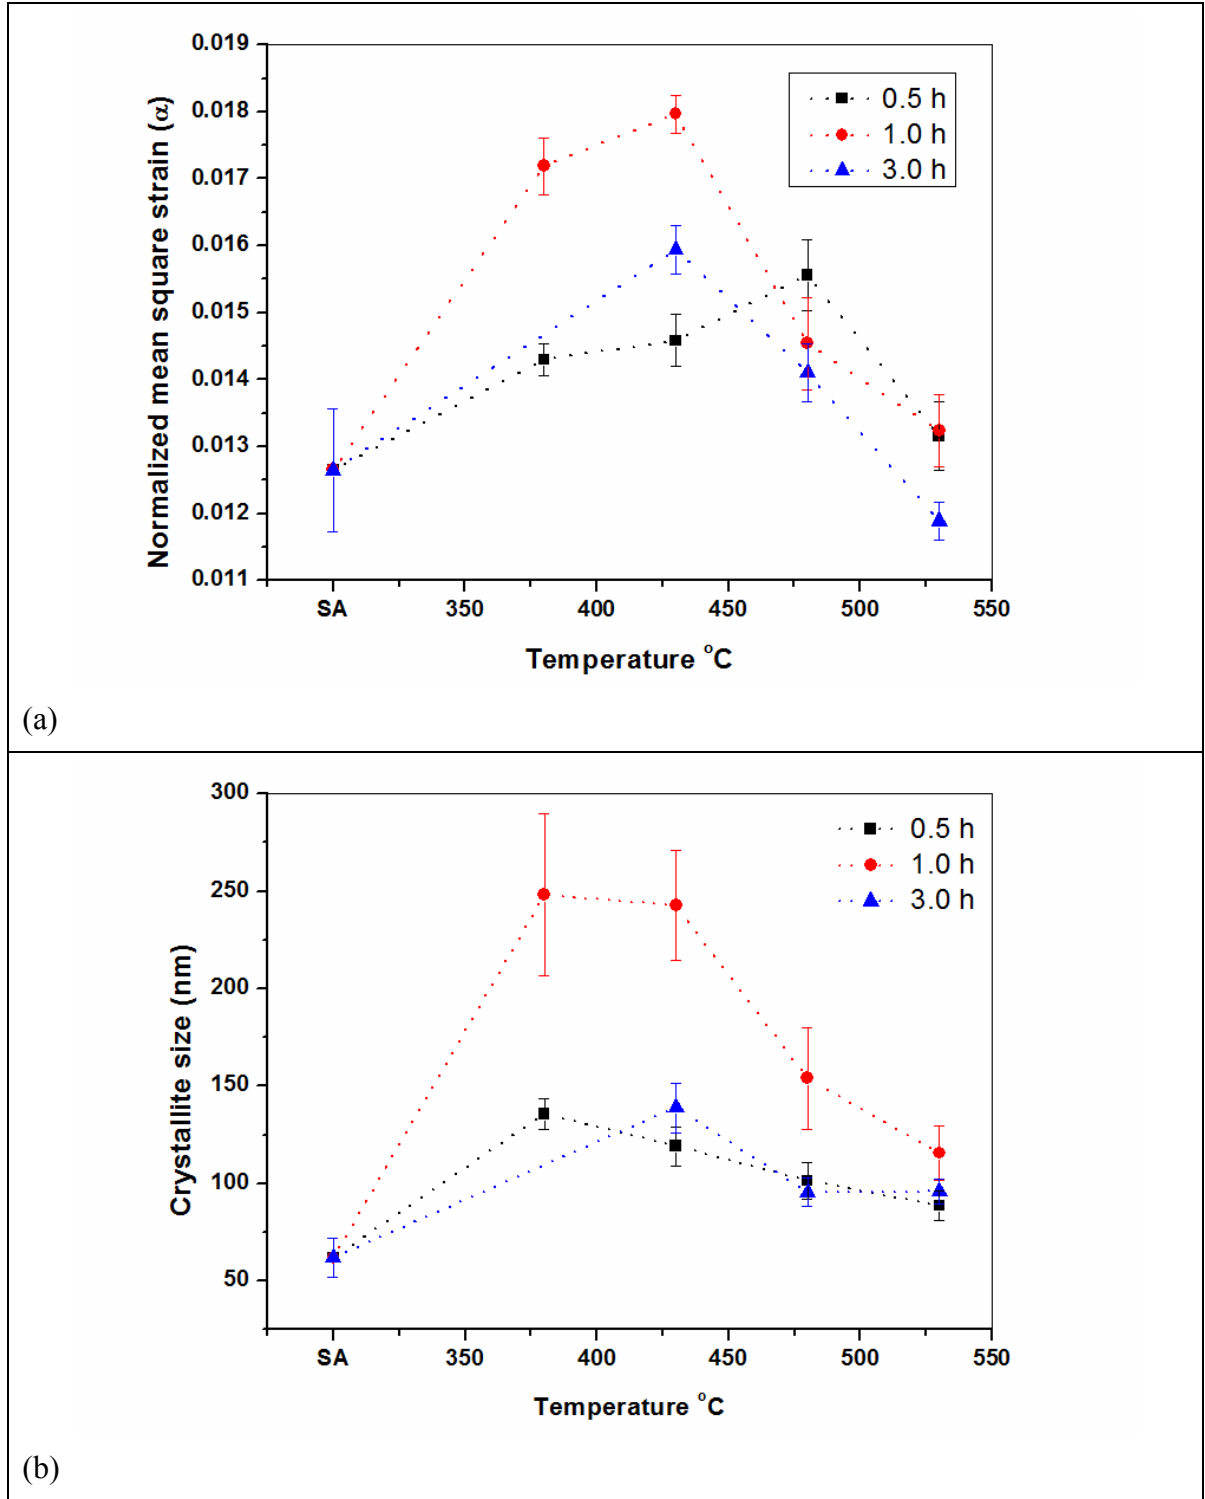 0.019
0.018
0.017
0.016
0.015
0.014
0.013
0.012
0.011
Normalized mean square strain (α)
0.5 h
1.0 h
3.0 h
SA 350 400 450 500 550
Temperature °C
(a)
300
250
200
150
100
50
Crystallite size (nm)
0.5 h
1.0 h
3.0 h
SA 350 400 450 500 550
Temperature °C
(b)